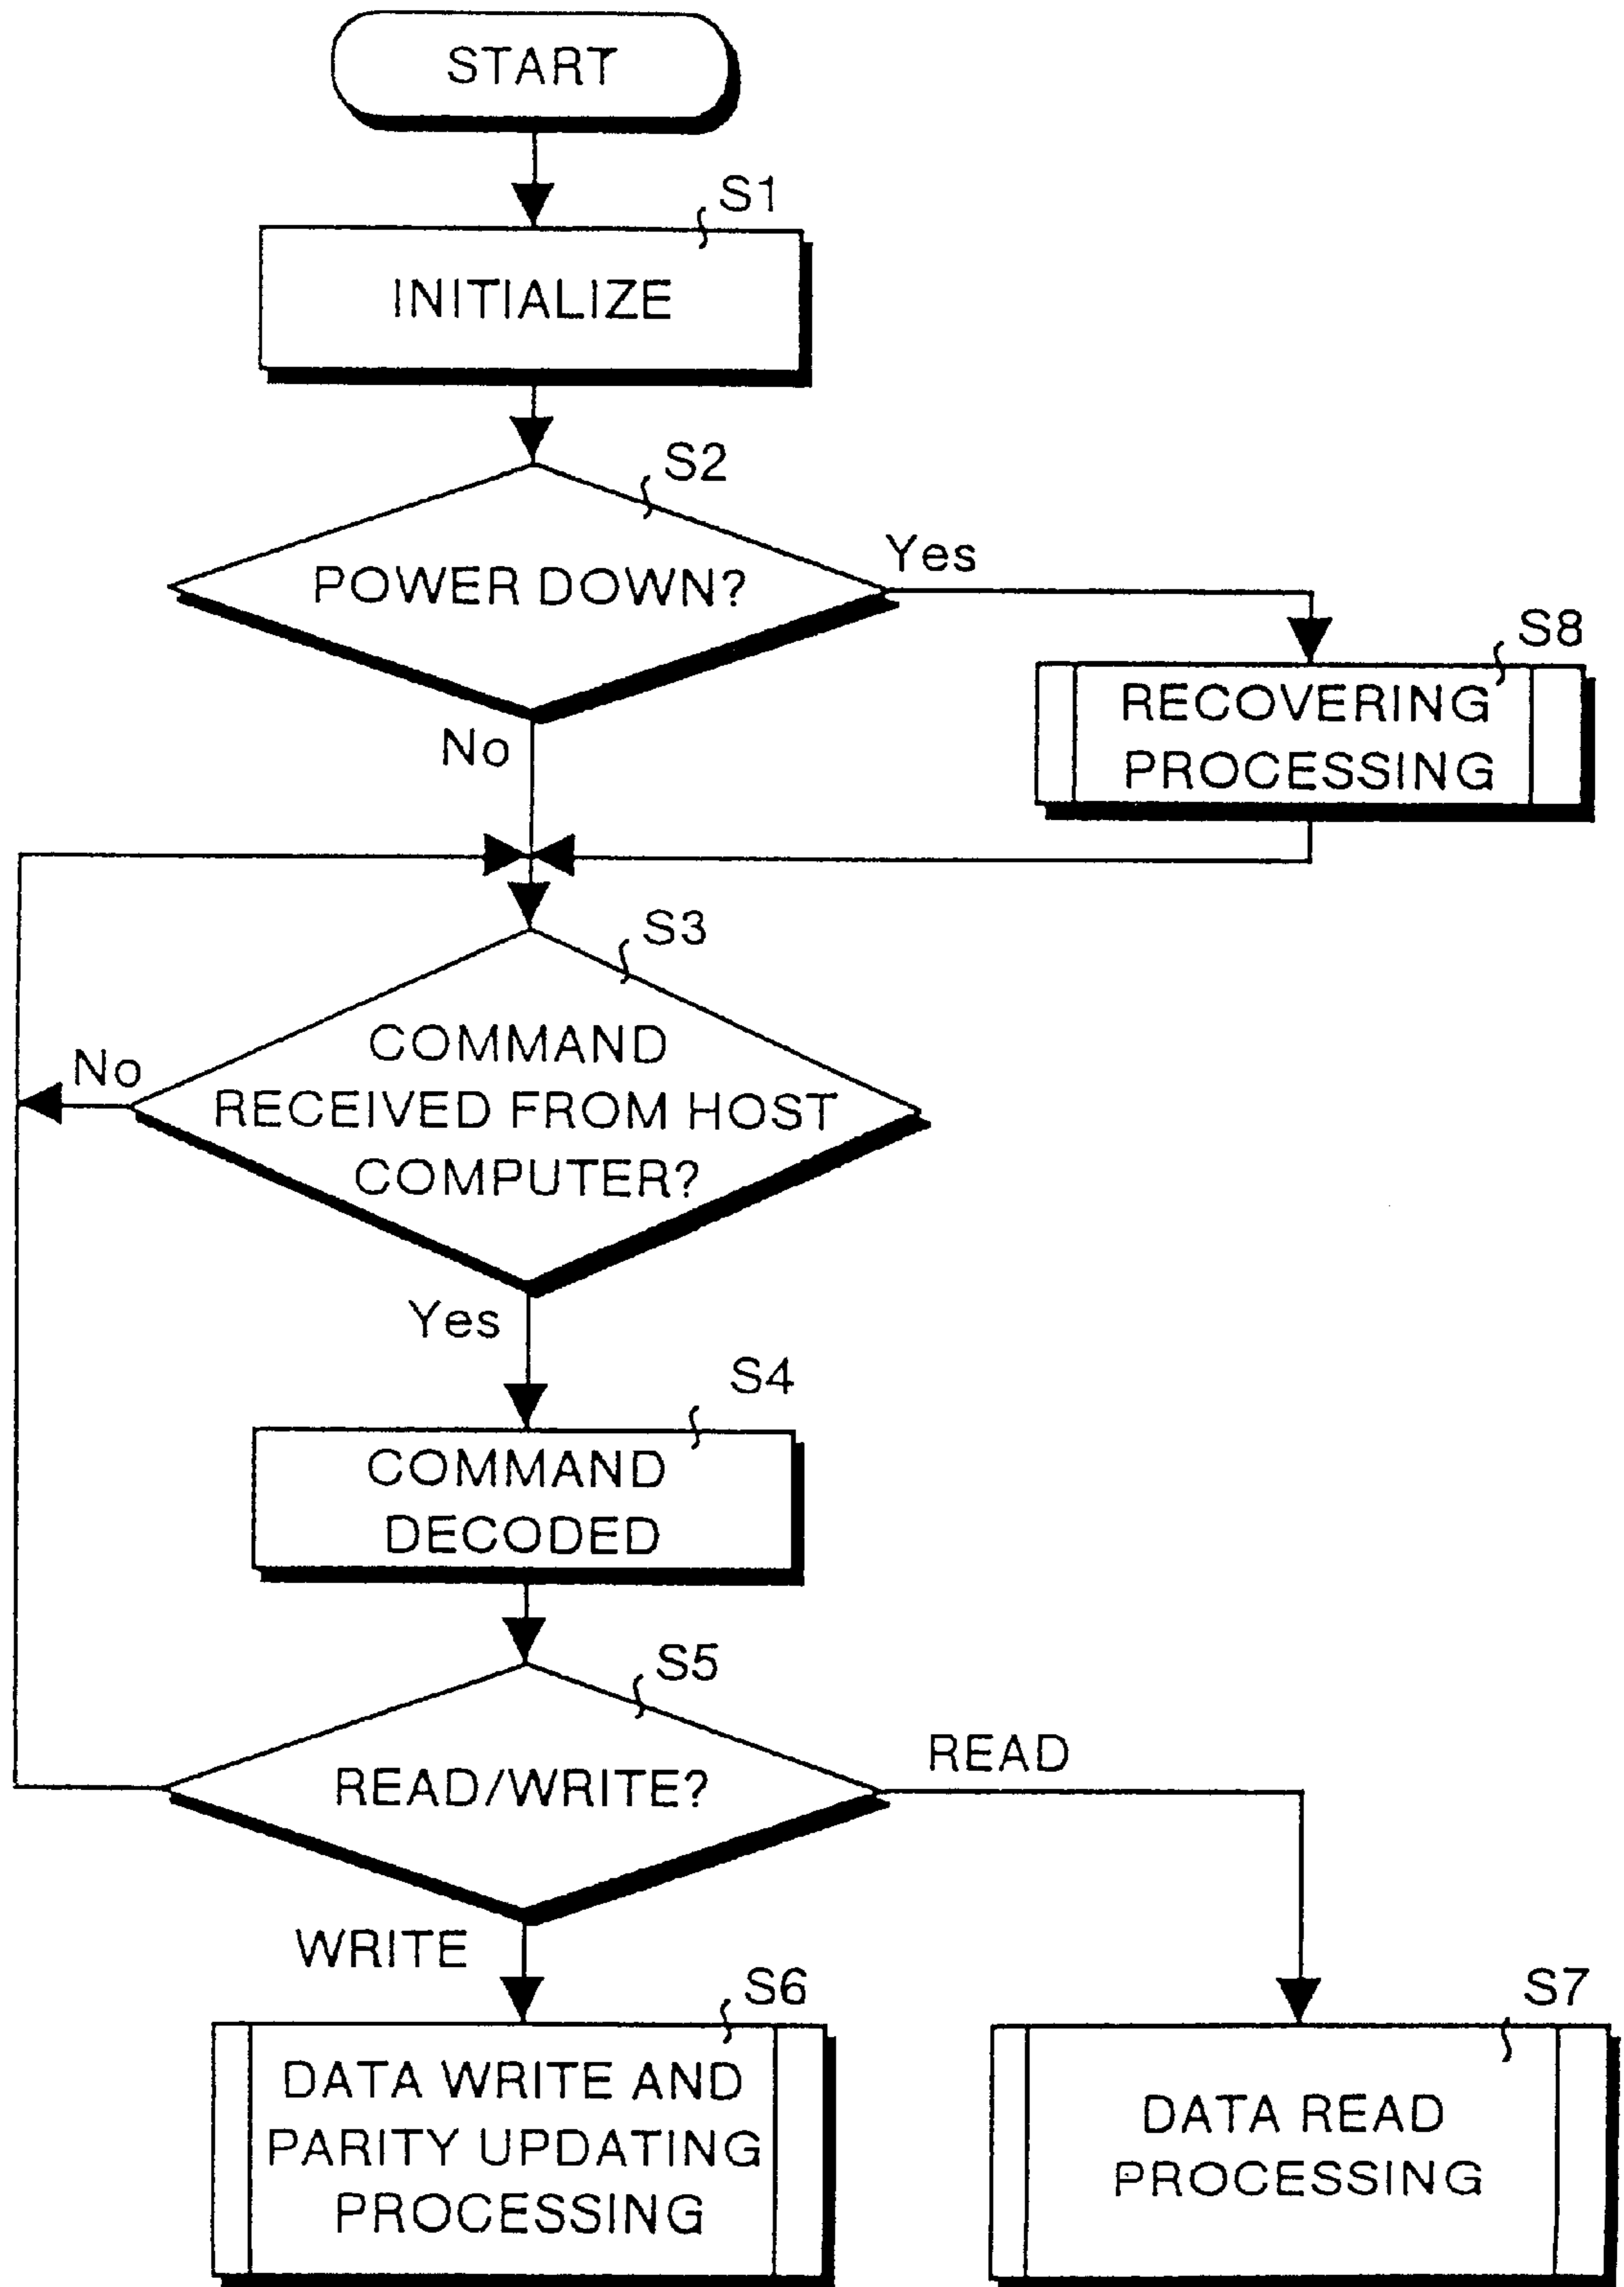 START
S1
INITIALIZE
S2
POWER DOWN?
Yes
S8
RECOVERING
PROCESSING
No
S3
COMMAND
RECEIVED FROM HOST
COMPUTER?
No
Yes
S4
COMMAND
DECODED
S5
READ/WRITE?
READ
WRITE
S6
DATA WRITE AND
PARITY UPDATING
PROCESSING
S7
DATA READ
PROCESSING